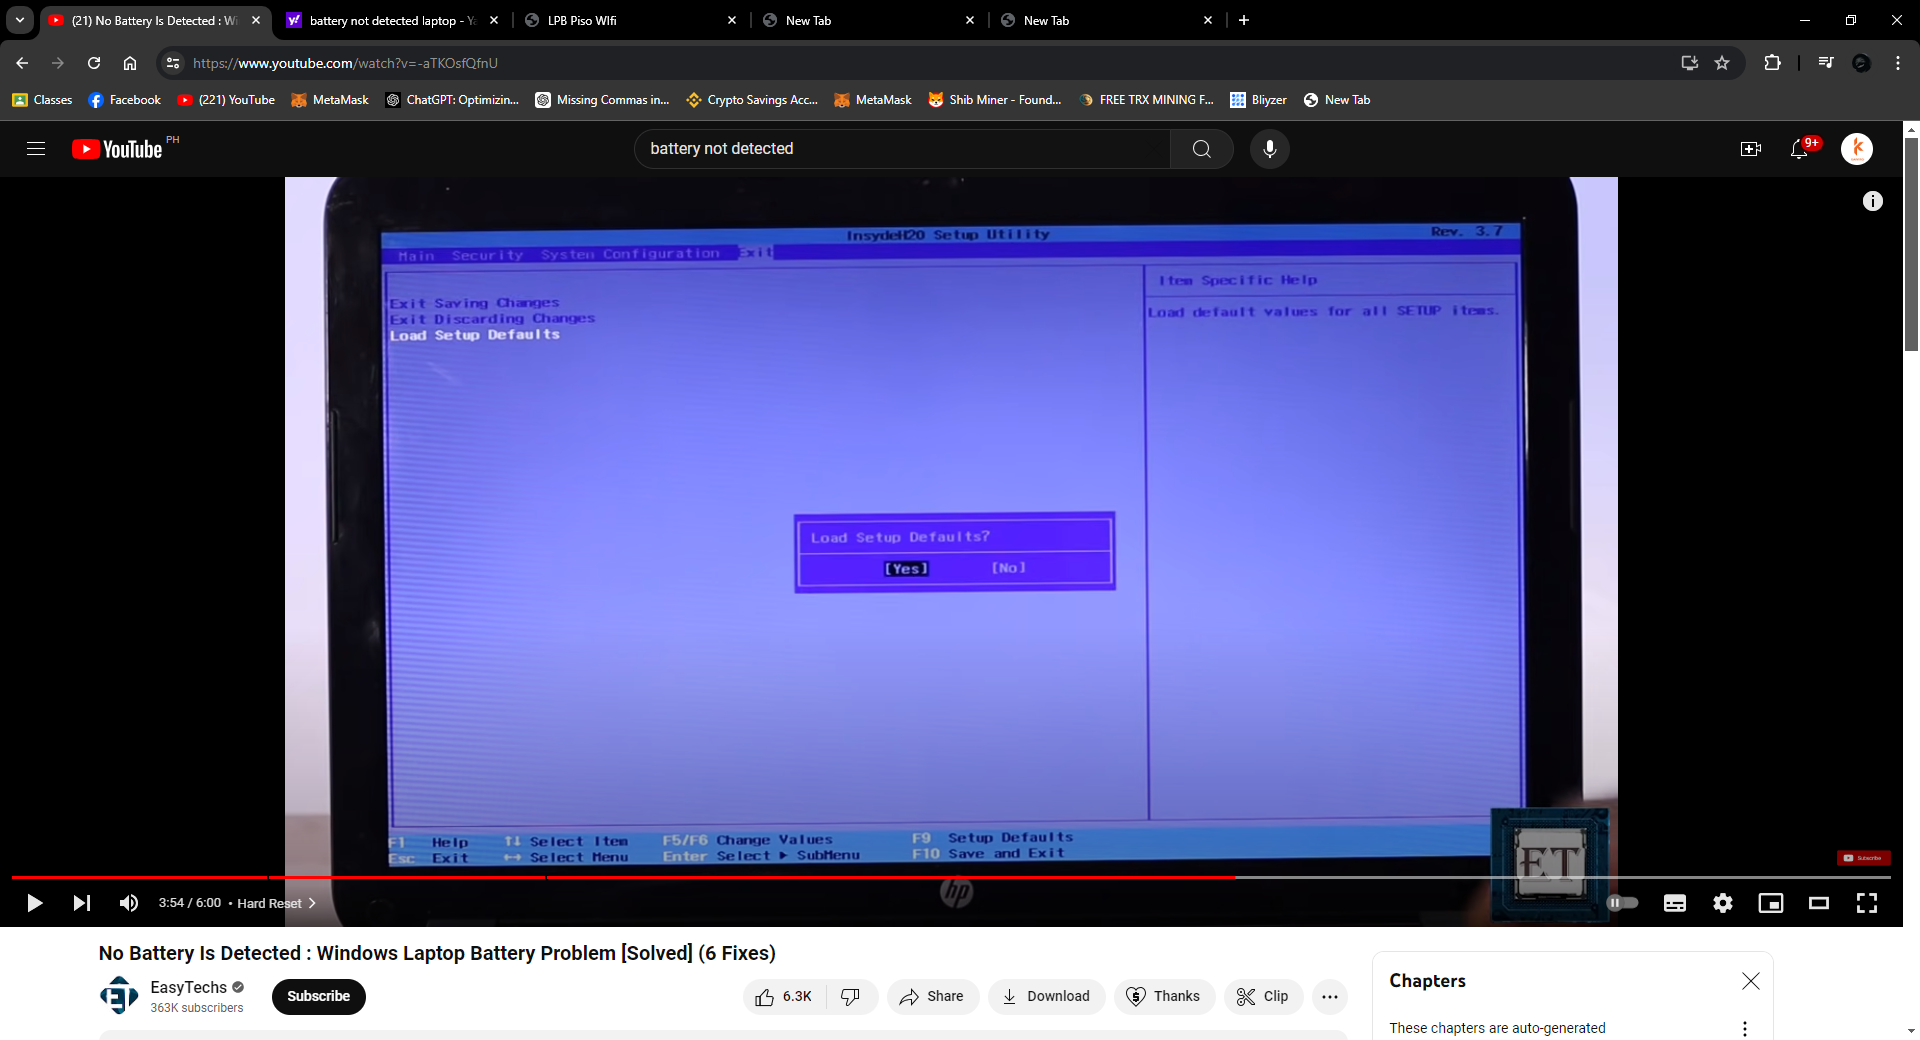 (21) No Battery Is Detected : Wi
battery not detected laptop - Ya
LPB Piso WIfi
New Tab
New Tab
https://www.youtube.com/watch?v=-aTKOsfQfnU
Classes
Facebook
(221) YouTube
MetaMask
ChatGPT: Optimizin...
Missing Commas in...
Crypto Savings Acc...
MetaMask
Shib Miner - Found...
FREE TRX MINING F...
Bliyzer
New Tab
YouTube PH
battery not detected
9+
InsydeH20 Setup Utility Rev. 3.7
Main Security System Configuration Exit
Item Specific Help
Exit Saving Changes
Exit Discarding Changes
Load Setup Defaults
Load default values for all SETUP items.
Load Setup Defaults?
[Yes] [No]
F1 Help ↑↓ Select Item F5/F6 Change Values F9 Setup Defaults
Esc Exit ↔ Select Menu Enter Select ▶ SubMenu F10 Save and Exit
hp
ET
Subscribe
3:54 / 6:00 • Hard Reset
No Battery Is Detected : Windows Laptop Battery Problem [Solved] (6 Fixes)
EasyTechs
363K subscribers
Subscribe
6.3K
Share
Download
Thanks
Clip
Chapters
These chapters are auto-generated